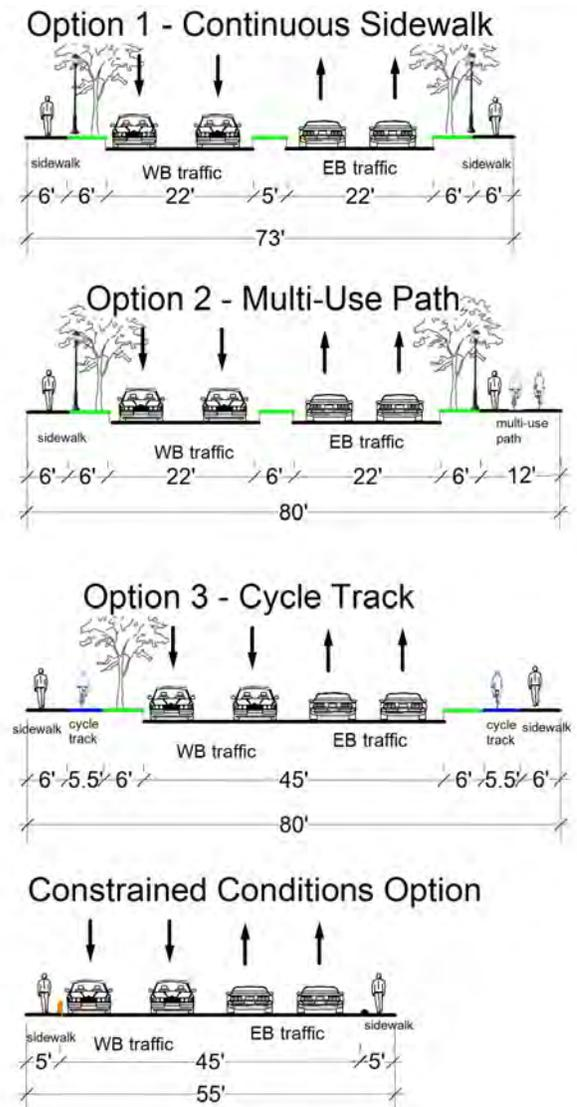 Option 1 - Continuous Sidewalk
sidewalk WB traffic EB traffic sidewalk
6' 6' 22' 5' 22' 6' 6'
73'
Option 2 - Multi-Use Path
sidewalk WB traffic EB traffic multi-use
path
6' 6' 22' 6' 22' 6' 12'
80'
Option 3 - Cycle Track
sidewalk cycle WB traffic EB traffic cycle sidewalk
track track
6' 5.5' 6' 45' 6' 5.5' 6'
80'
Constrained Conditions Option
sidewalk WB traffic EB traffic sidewalk
5' 45' 5'
55'